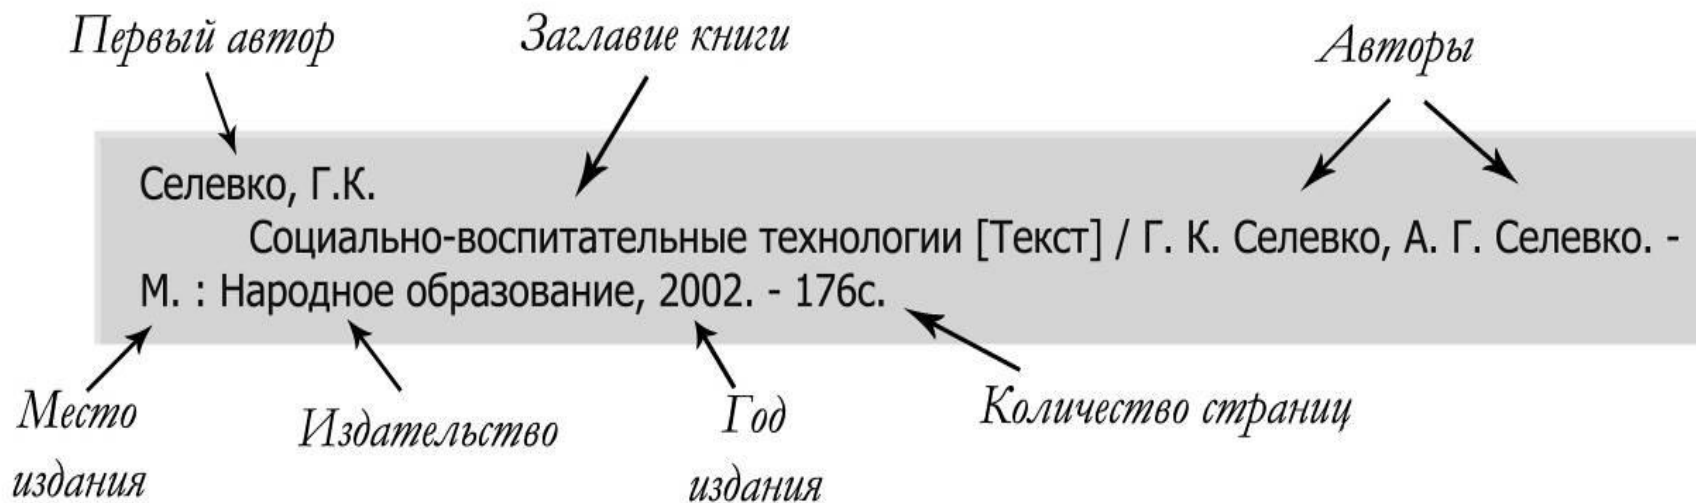 Первый автор
Заглавие книги
Авторы
Селевко, Г.К.
Социально-воспитательные технологии [Текст] / Г. К. Селевко, А. Г. Селевко. -
М. : Народное образование, 2002. - 176с.
Место
издания
Издательство
Год
издания
Количество страниц